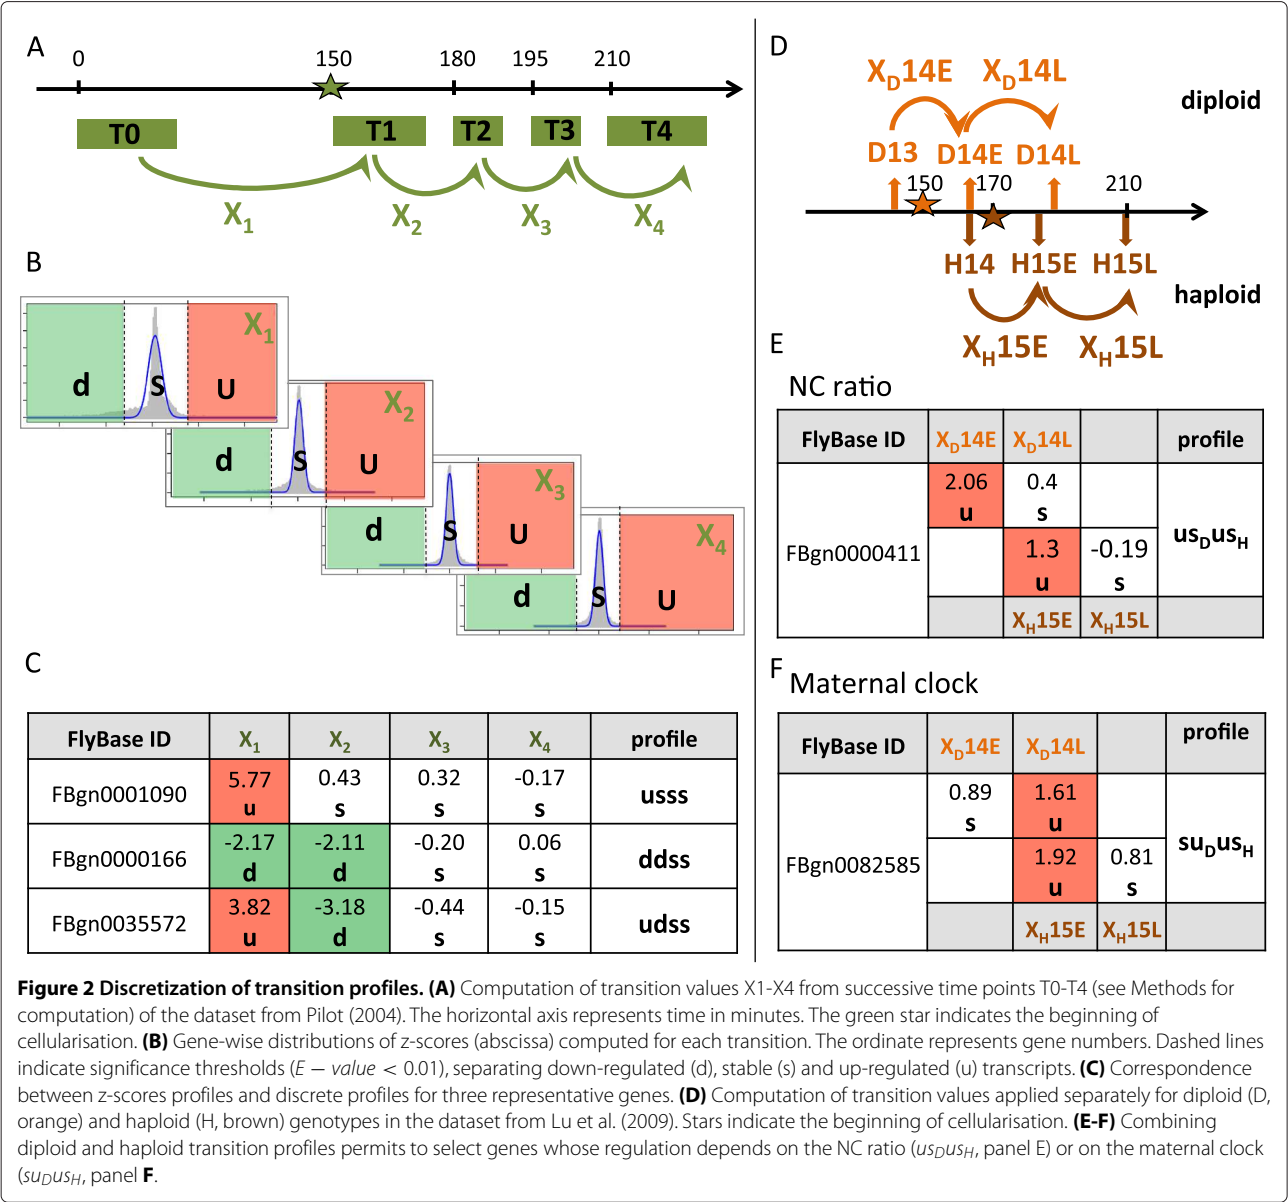 A
0 150 180 195 210
T0 T1 T2 T3 T4
X1 X2 X3 X4
B
d S U X1
d S U X2
d S U X3
d S U X4
C
FlyBase ID X1 X2 X3 X4 profile
FBgn0001090 5.77 0.43 0.32 -0.17 usss
u s s s
FBgn0000166 -2.17 -2.11 -0.20 0.06 ddss
d d s s
FBgn0035572 3.82 -3.18 -0.44 -0.15 udss
u d s s
D
XD14E XD14L
diploid
D13 D14E D14L
150 170 210
H14 H15E H15L
haploid
XH15E XH15L
E
NC ratio
FlyBase ID XD14E XD14L profile
2.06 0.4
u s
FBgn0000411 usDusH
1.3 -0.19
u s
XH15E XH15L
F
Maternal clock
FlyBase ID XD14E XD14L profile
0.89 1.61
s u
FBgn0082585 suDusH
1.92 0.81
u s
XH15E XH15L
Figure 2 Discretization of transition profiles. (A) Computation of transition values X1-X4 from successive time points T0-T4 (see Methods for
computation) of the dataset from Pilot (2004). The horizontal axis represents time in minutes. The green star indicates the beginning of
cellularisation. (B) Gene-wise distributions of z-scores (abscissa) computed for each transition. The ordinate represents gene numbers. Dashed lines
indicate significance thresholds (E − value < 0.01), separating down-regulated (d), stable (s) and up-regulated (u) transcripts. (C) Correspondence
between z-scores profiles and discrete profiles for three representative genes. (D) Computation of transition values applied separately for diploid (D,
orange) and haploid (H, brown) genotypes in the dataset from Lu et al. (2009). Stars indicate the beginning of cellularisation. (E-F) Combining
diploid and haploid transition profiles permits to select genes whose regulation depends on the NC ratio (usDusH, panel E) or on the maternal clock
(suDusH, panel F.